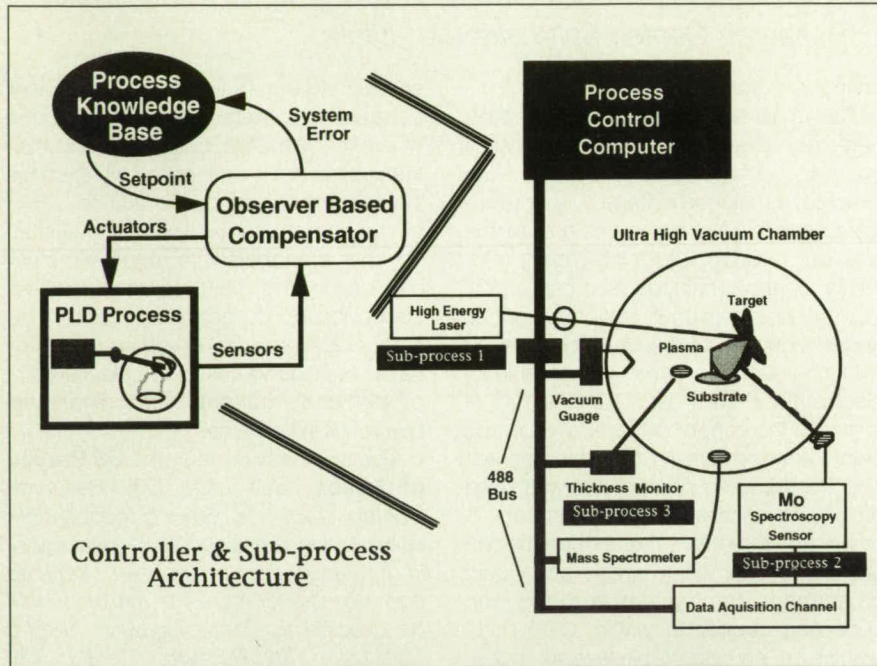 Process
Knowledge
Base
System
Error
Setpoint
Actuators
Observer Based
Compensator
PLD Process
Sensors
Controller & Sub-process
Architecture
Process
Control
Computer
Ultra High Vacuum Chamber
High Energy
Laser
Sub-process 1
Target
Plasma
Substrate
Vacuum
Guage
488
Bus
Thickness Monitor
Sub-process 3
Mass Spectrometer
Mo
Spectroscopy
Sensor
Sub-process 2
Data Aquisition Channel